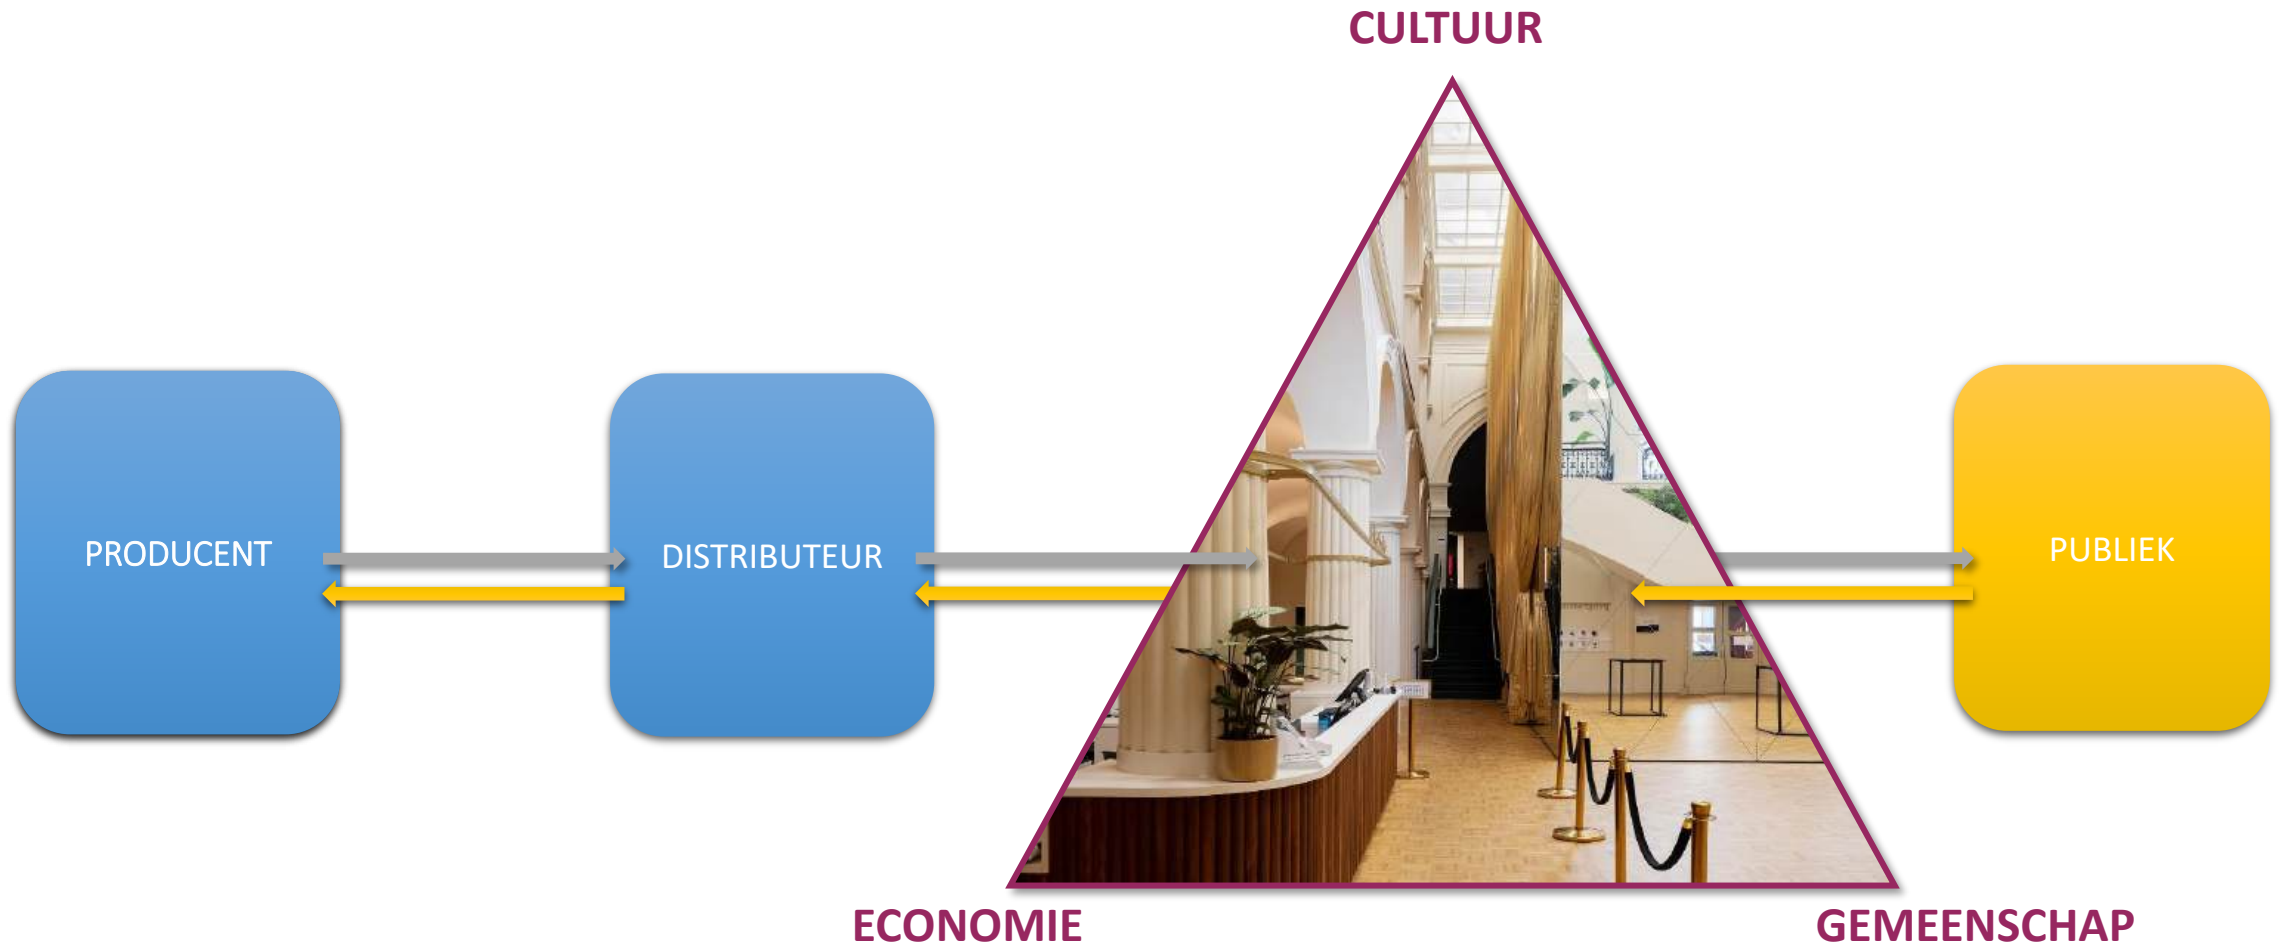 CULTUUR
PRODUCENT
DISTRIBUTEUR
PUBLIEK
ECONOMIE
GEMEENSCHAP